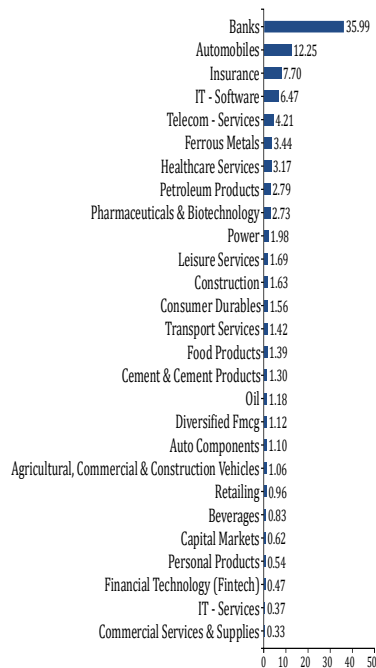 Banks 35.99
Automobiles 12.25
Insurance 7.70
IT - Software 6.47
Telecom - Services 4.21
Ferrous Metals 3.44
Healthcare Services 3.17
Petroleum Products 2.79
Pharmaceuticals & Biotechnology 2.73
Power 1.98
Leisure Services 1.69
Construction 1.63
Consumer Durables 1.56
Transport Services 1.42
Food Products 1.39
Cement & Cement Products 1.30
Oil 1.18
Diversified Fmcg 1.12
Auto Components 1.10
Agricultural, Commercial & Construction Vehicles 1.06
Retailing 0.96
Beverages 0.83
Capital Markets 0.62
Personal Products 0.54
Financial Technology (Fintech) 0.47
IT - Services 0.37
Commercial Services & Supplies 0.33
0 10 20 30 40 50